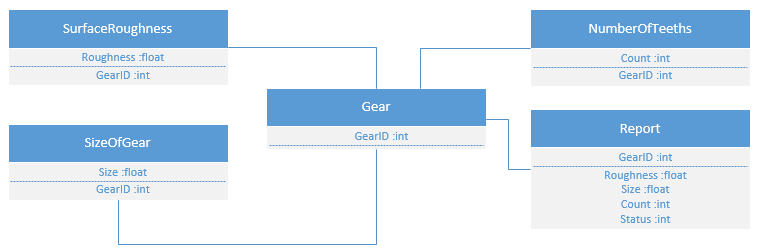 SurfaceRoughness
Roughness :float
GearID :int
NumberOfTeeths
Count :int
GearID :int
Gear
GearID :int
SizeOfGear
Size :float
GearID :int
Report
GearID :int
Roughness :float
Size :float
Count :int
Status :int